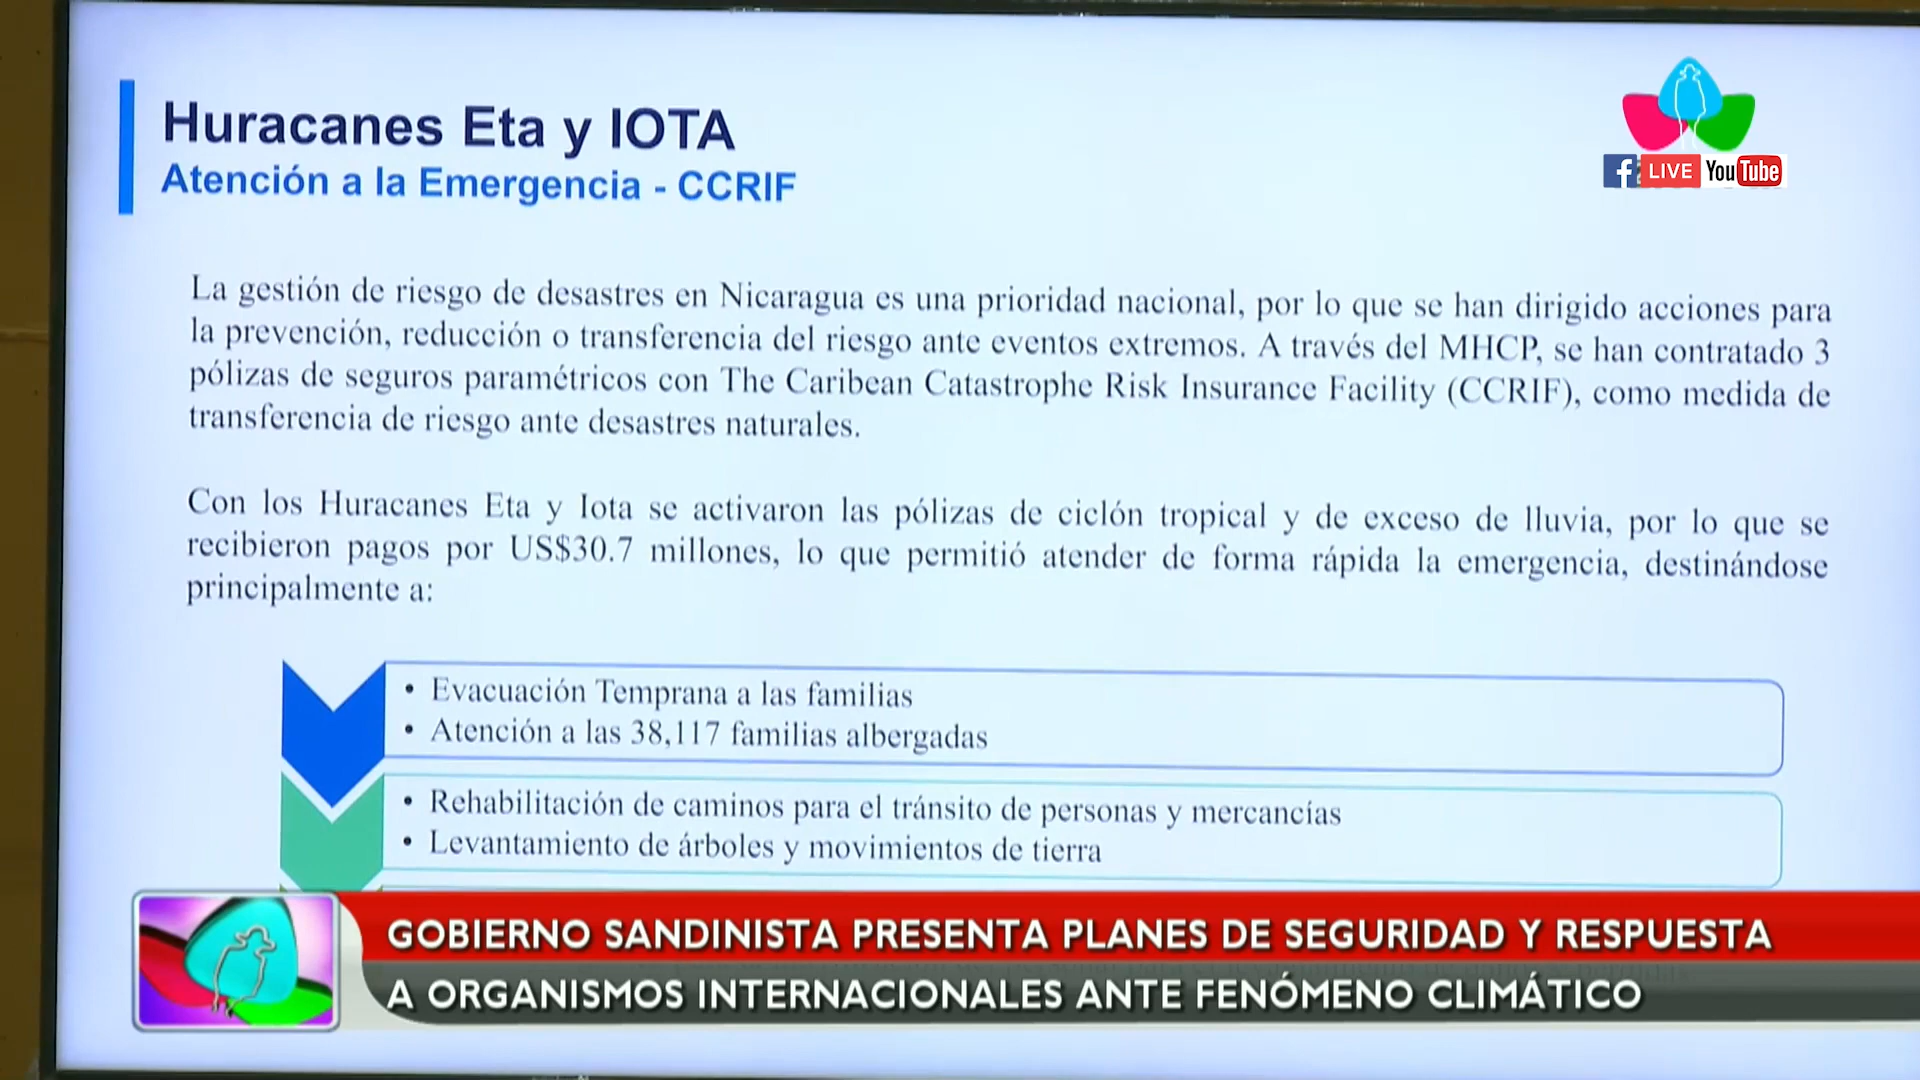 Huracanes Eta y IOTA
Atención a la Emergencia - CCRIF
f LIVE YouTube
La gestión de riesgo de desastres en Nicaragua es una prioridad nacional, por lo que se han dirigido acciones para
la prevención, reducción o transferencia del riesgo ante eventos extremos. A través del MHCP, se han contratado 3
pólizas de seguros paramétricos con The Caribean Catastrophe Risk Insurance Facility (CCRIF), como medida de
transferencia de riesgo ante desastres naturales.
Con los Huracanes Eta y Iota se activaron las pólizas de ciclón tropical y de exceso de lluvia, por lo que se
recibieron pagos por US$30.7 millones, lo que permitió atender de forma rápida la emergencia, destinándose
principalmente a:
• Evacuación Temprana a las familias
• Atención a las 38,117 familias albergadas
• Rehabilitación de caminos para el tránsito de personas y mercancías
• Levantamiento de árboles y movimientos de tierra
GOBIERNO SANDINISTA PRESENTA PLANES DE SEGURIDAD Y RESPUESTA
A ORGANISMOS INTERNACIONALES ANTE FENÓMENO CLIMÁTICO